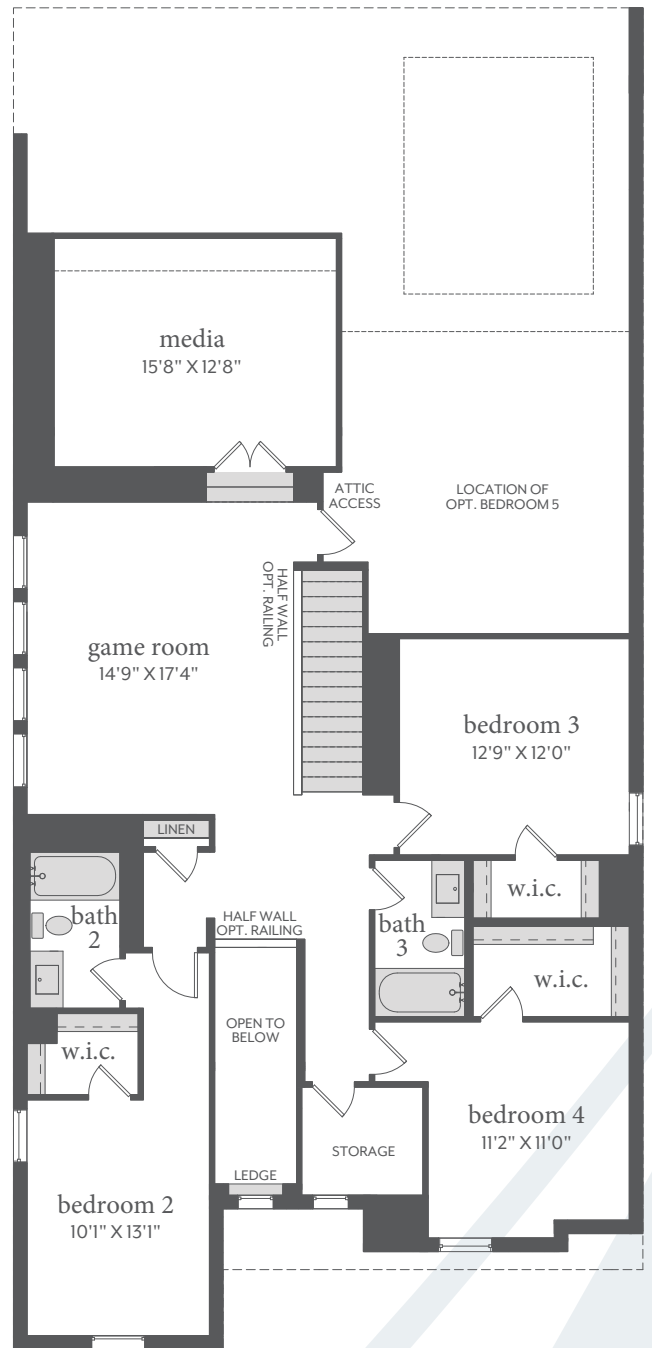 media
15'8" X 12'8"
ATTIC
ACCESS
LOCATION OF
OPT. BEDROOM 5
HALF WALL
OPT. RAILING
game room
14'9" X 17'4"
bedroom 3
12'9" X 12'0"
LINEN
w.i.c.
bath
2
HALF WALL
OPT. RAILING
bath
3
w.i.c.
OPEN TO
BELOW
w.i.c.
bedroom 4
11'2" X 11'0"
STORAGE
LEDGE
bedroom 2
10'1" X 13'1"